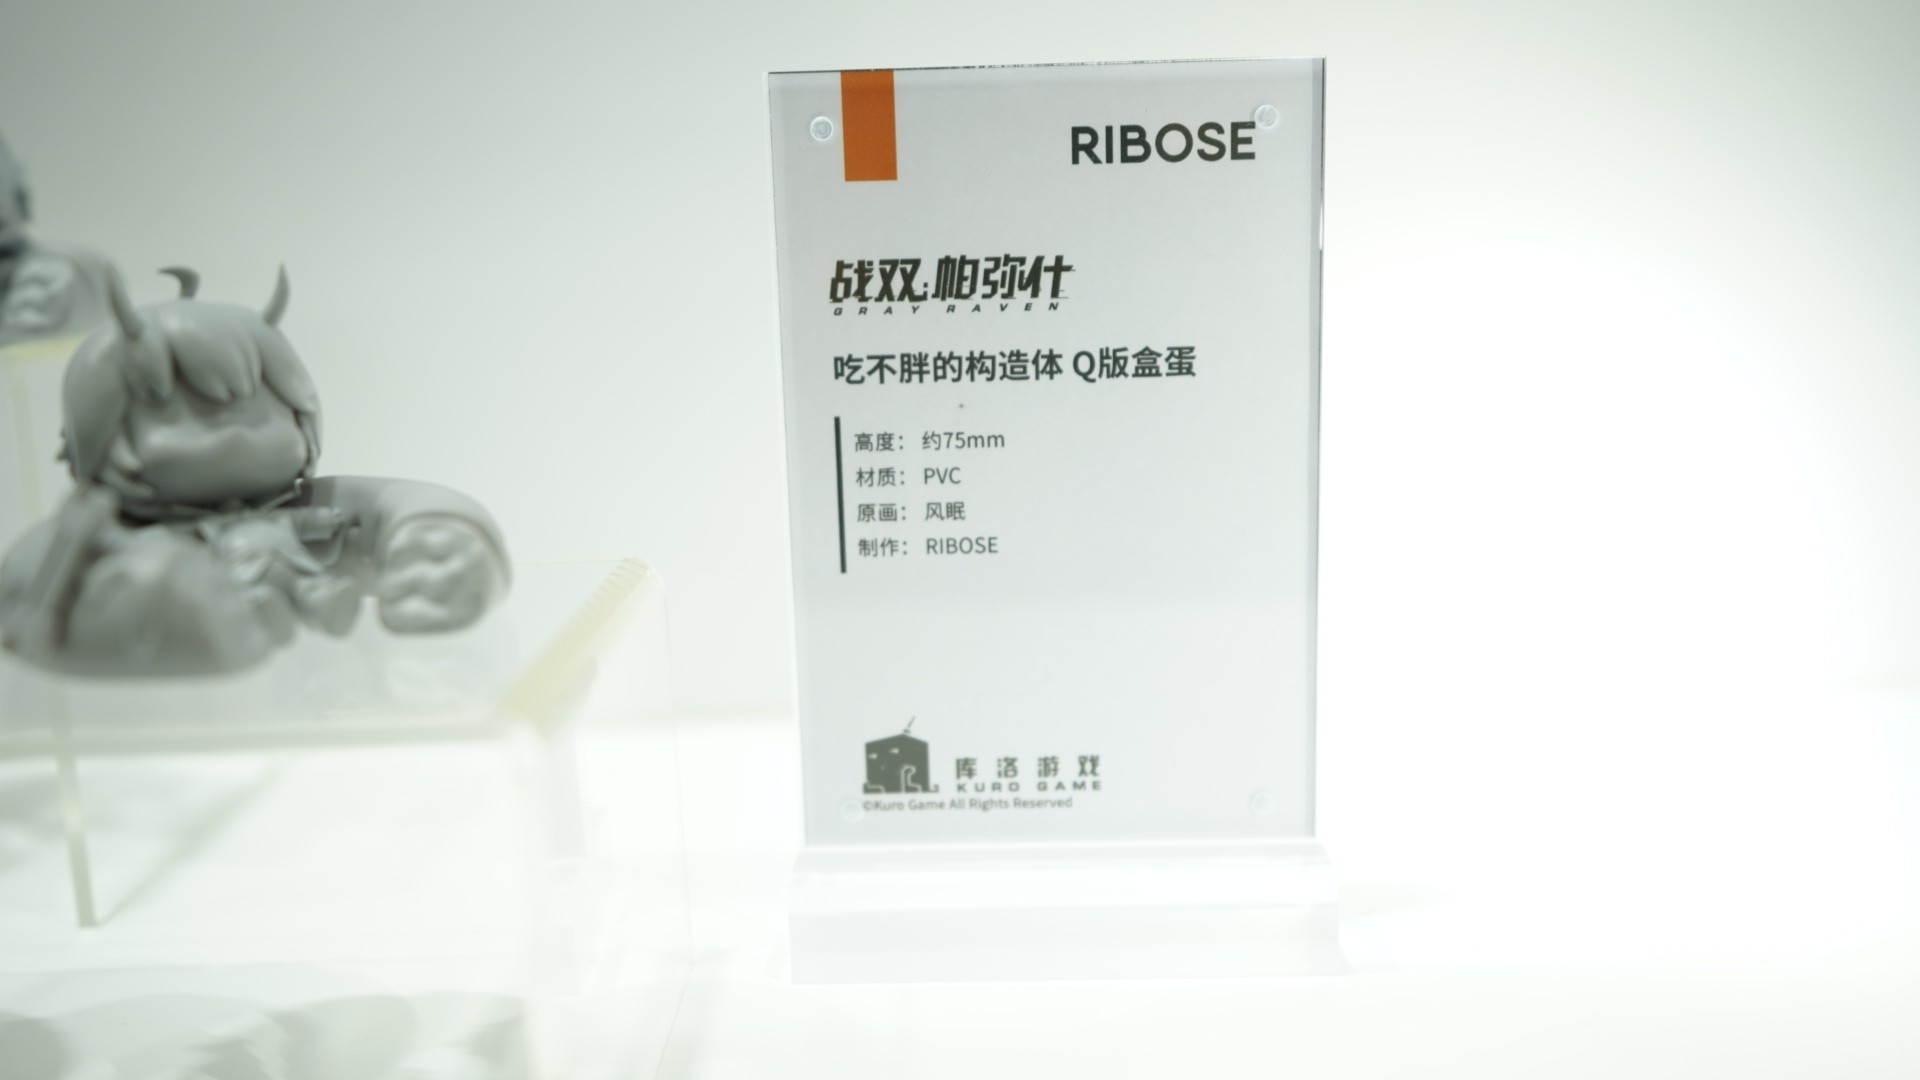 RIBOSE
战双:帕弥什
GRAY RAVEN
吃不胖的构造体 Q版盒蛋
高度： 约75mm
材质： PVC
原画： 风眠
制作： RIBOSE
库洛游戏
KURO GAME
©Kuro Game All Rights Reserved